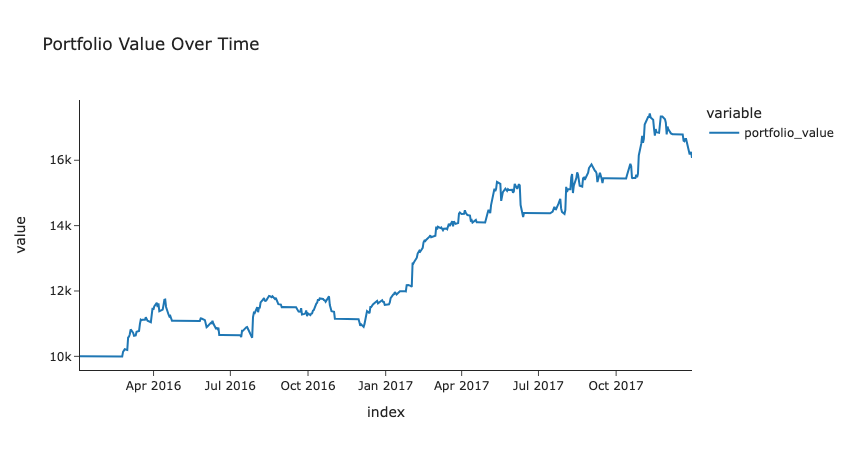 Portfolio Value Over Time
variable
portfolio_value
value
16k
14k
12k
10k
Apr 2016
Jul 2016
Oct 2016
Jan 2017
Apr 2017
Jul 2017
Oct 2017
index